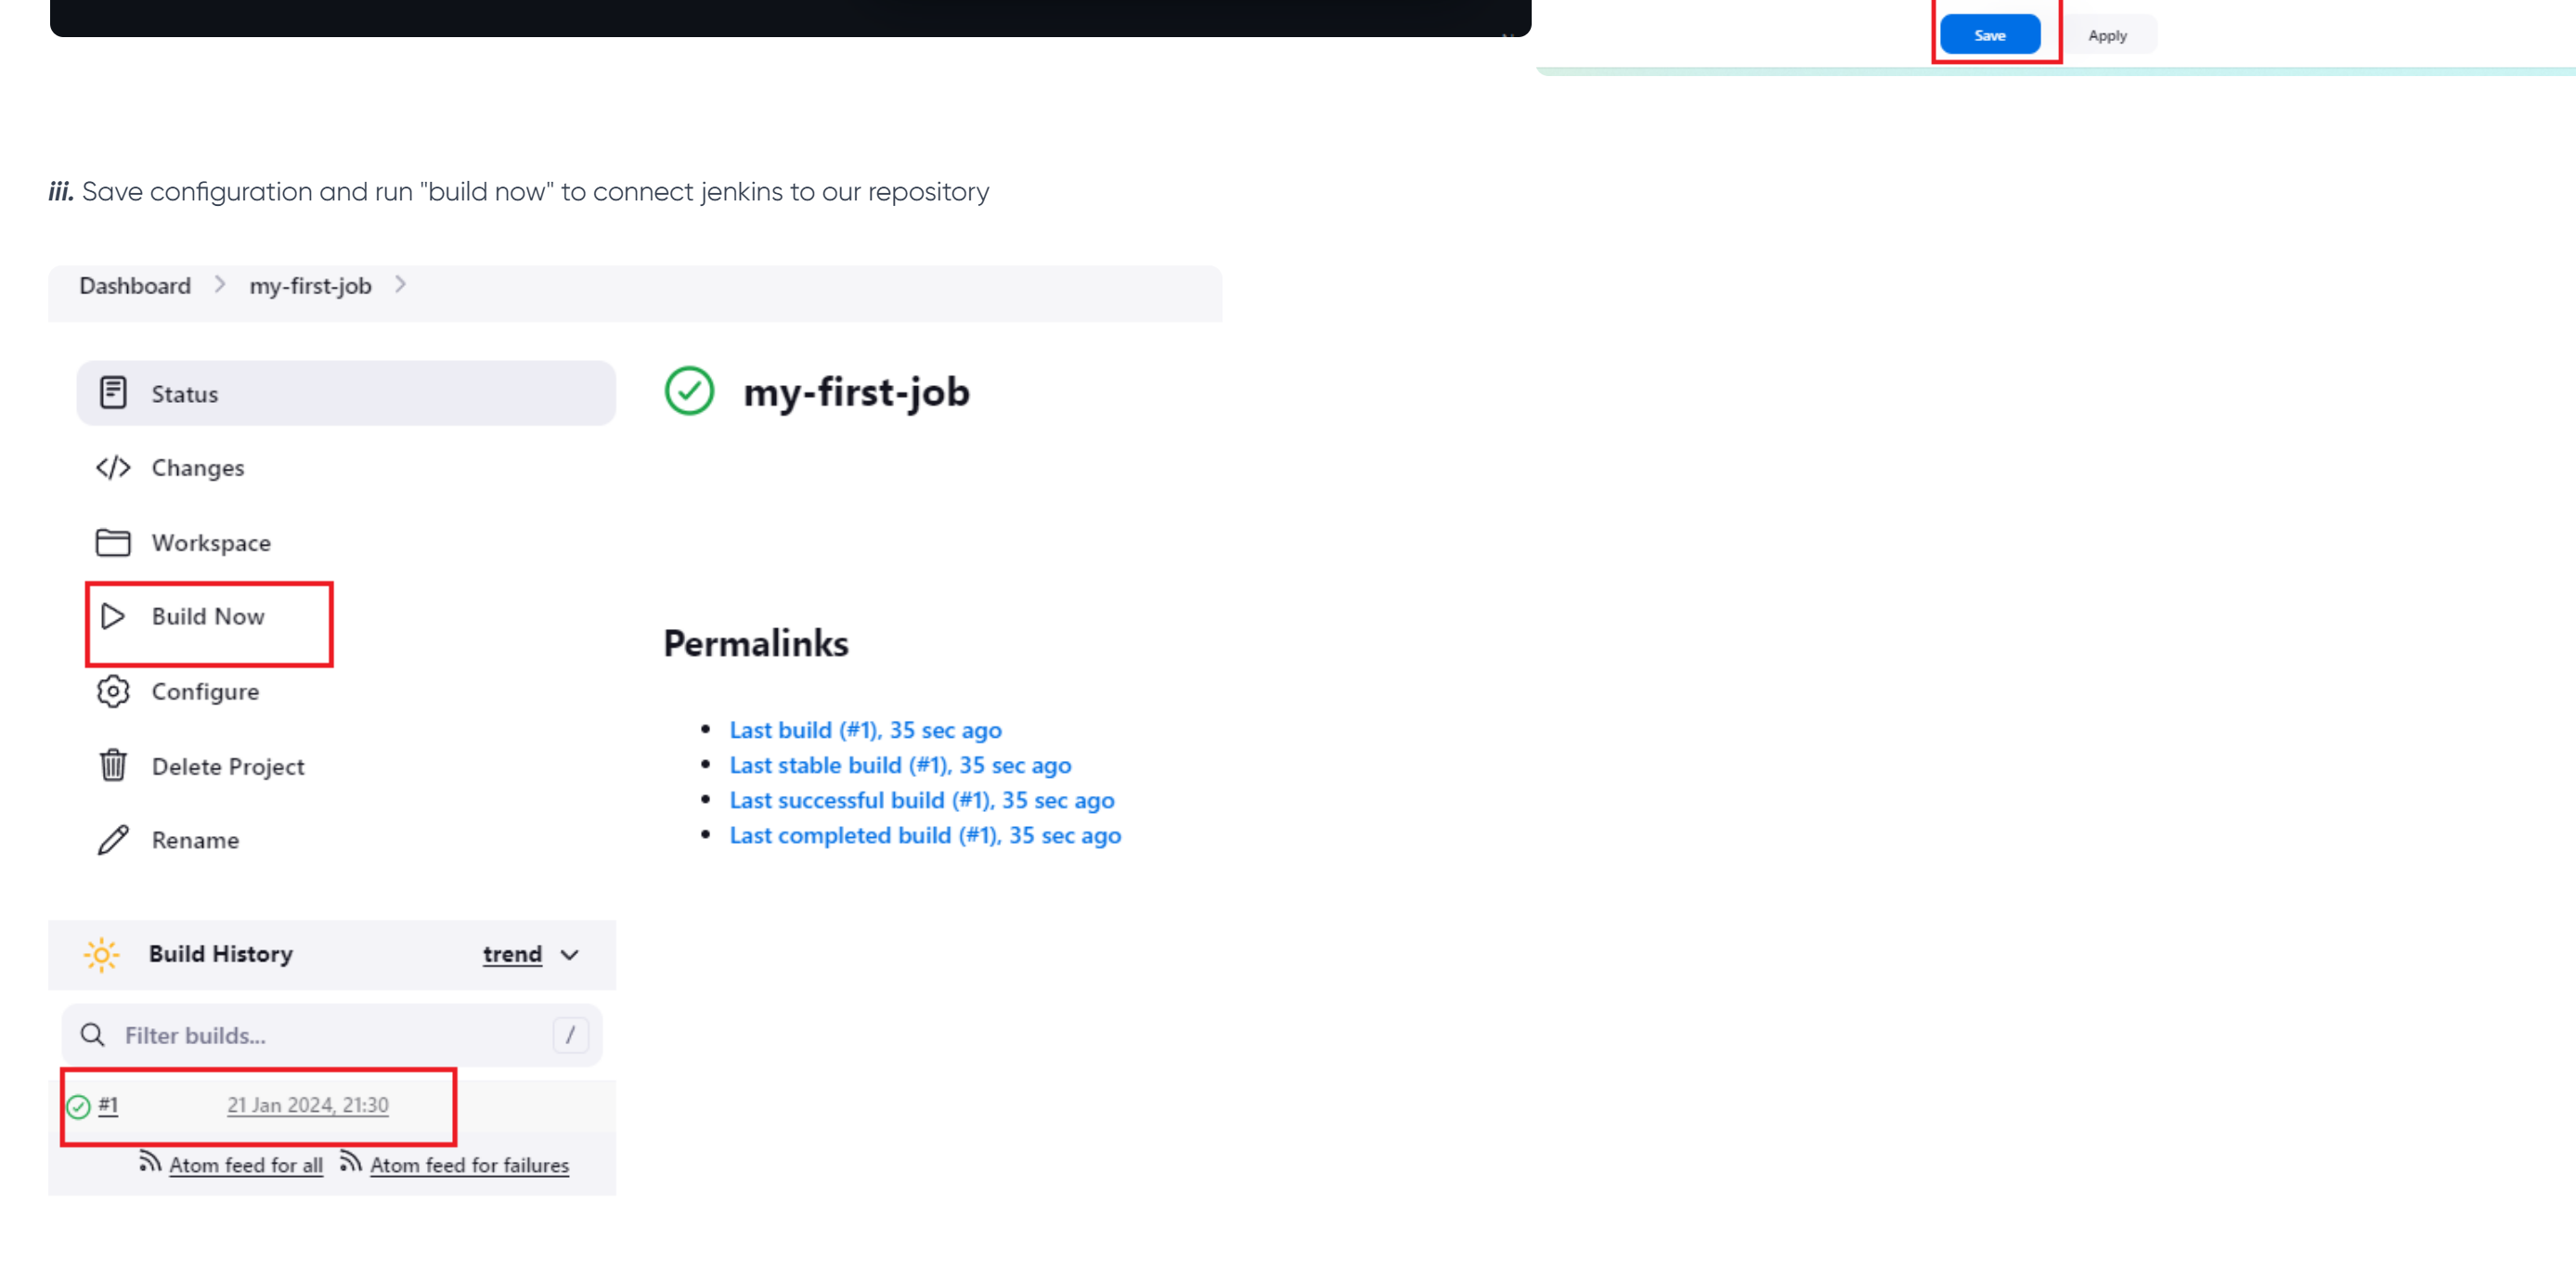 Save Apply
iii. Save configuration and run "build now" to connect jenkins to our repository
Dashboard my-first-job
Status
Changes
Workspace
Build Now
Configure
Delete Project
Rename
my-first-job
Permalinks
Last build (#1), 35 sec ago
Last stable build (#1), 35 sec ago
Last successful build (#1), 35 sec ago
Last completed build (#1), 35 sec ago
Build History trend
Filter builds... /
#1 21 Jan 2024, 21:30
Atom feed for all Atom feed for failures